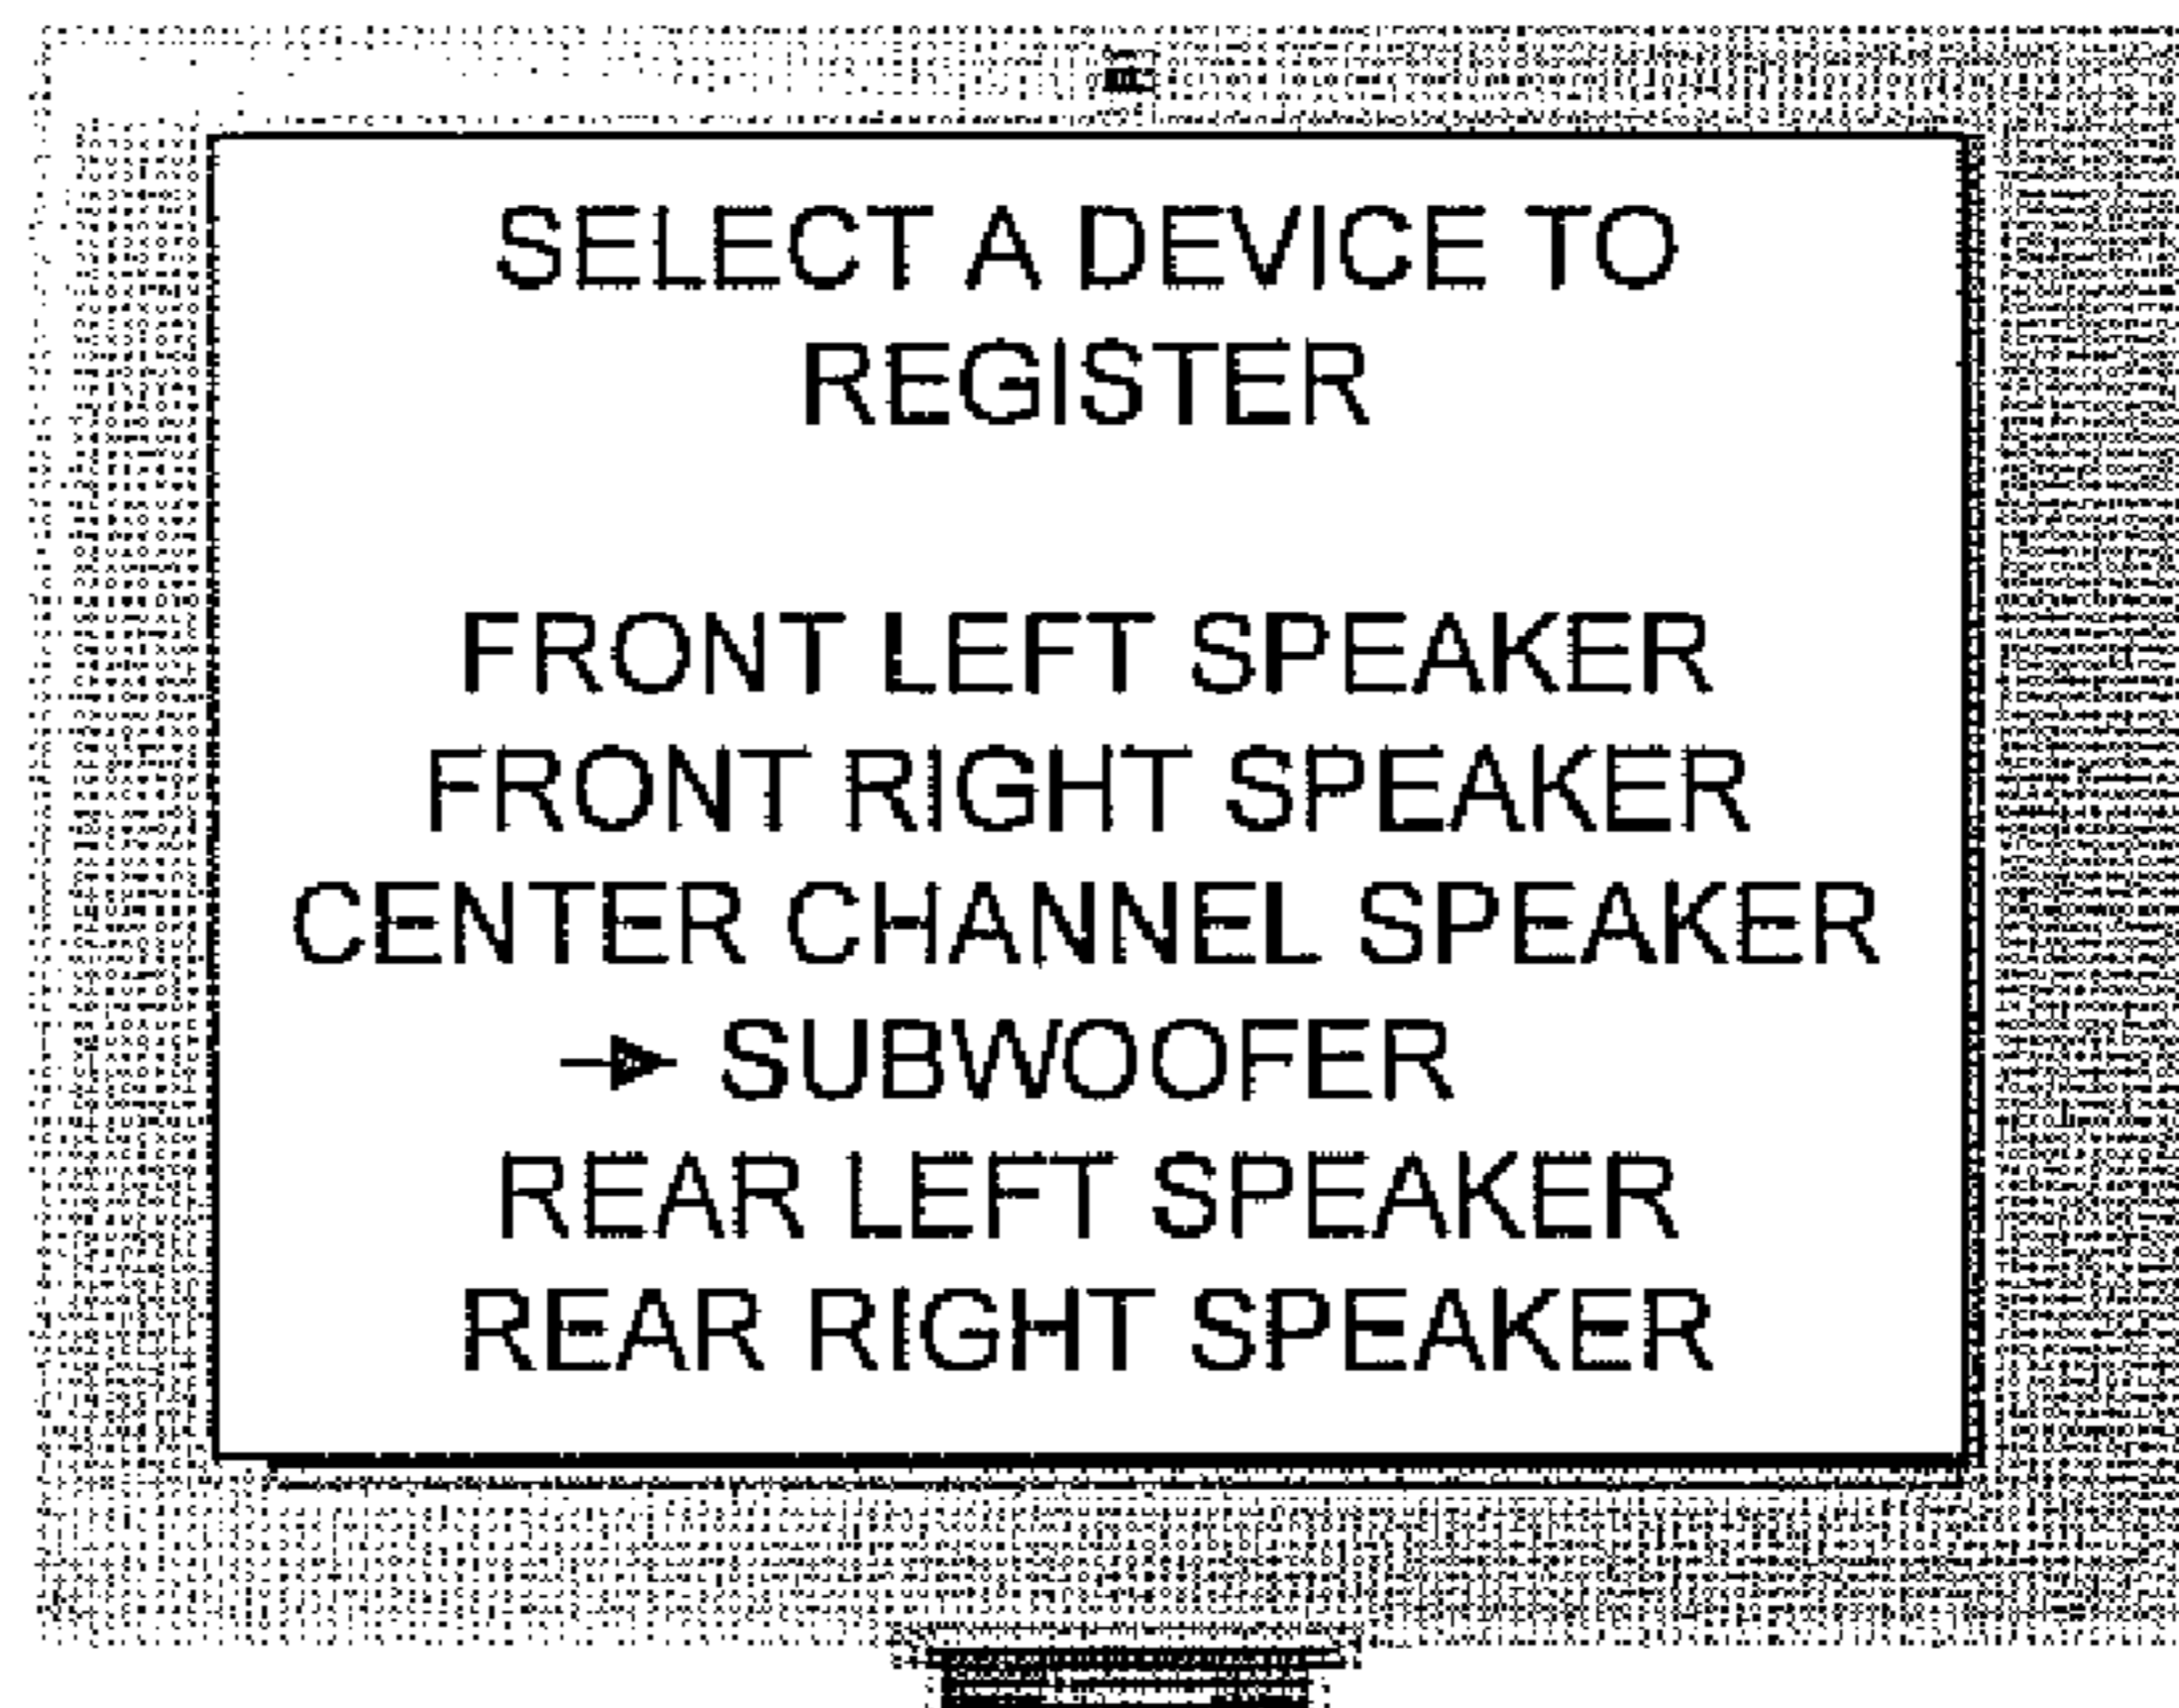 SELECT A DEVICE TO
REGISTER
FRONT LEFT SPEAKER
FRONT RIGHT SPEAKER
CENTER CHANNEL SPEAKER
→ SUBWOOFER
REAR LEFT SPEAKER
REAR RIGHT SPEAKER